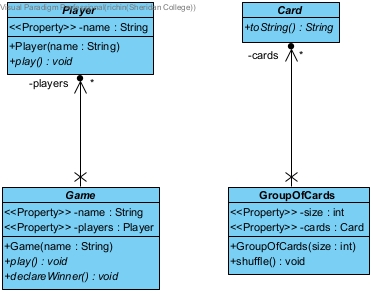 Visual Paradigm Professional(richin(Sheridan College))
Player
<<Property>> -name : String
+Player(name : String)
+play() : void
-players
*
Game
<<Property>> -name : String
<<Property>> -players : Player
+Game(name : String)
+play() : void
+declareWinner() : void
Card
+toString() : String
-cards
*
GroupOfCards
<<Property>> -size : int
<<Property>> -cards : Card
+GroupOfCards(size : int)
+shuffle() : void